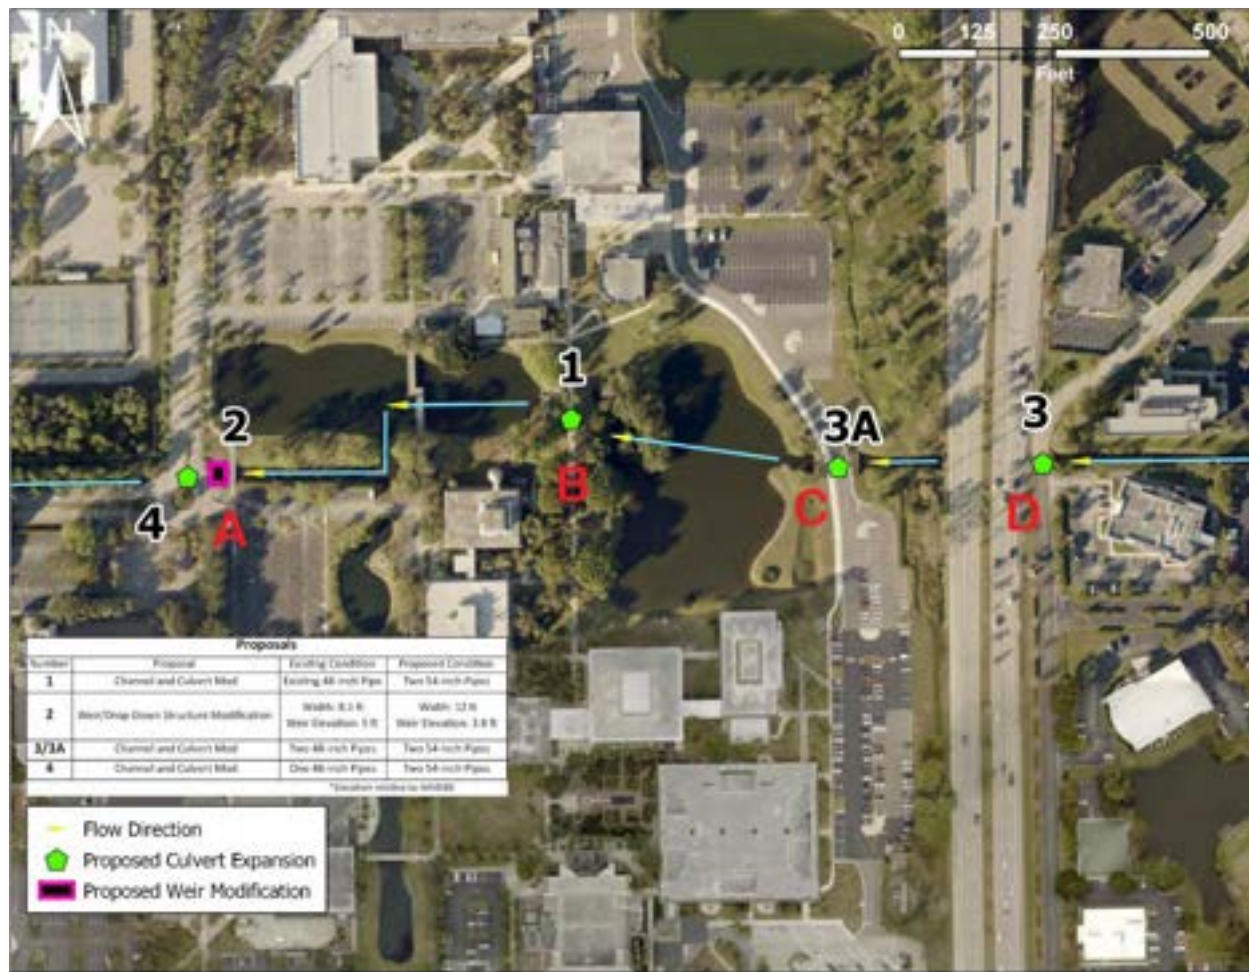 N
0 125 250 500
Feet
1
2
3A
3
B
4
A
C
D
Proposals
Number Proposal Existing Condition Proposed Condition
1 Channel and Culvert Mod Existing 48-inch Pipe Two 54-inch Pipes
2 Weir/Drop Down Structure Modification Width: 8.3 ft Width: 12 ft
Weir Elevation: 5 ft Weir Elevation: 3.8 ft
3/3A Channel and Culvert Mod Two 48-inch Pipes Two 54-inch Pipes
4 Channel and Culvert Mod One 48-inch Pipes Two 54-inch Pipes
*Elevation relative to
Flow Direction
Proposed Culvert Expansion
Proposed Weir Modification